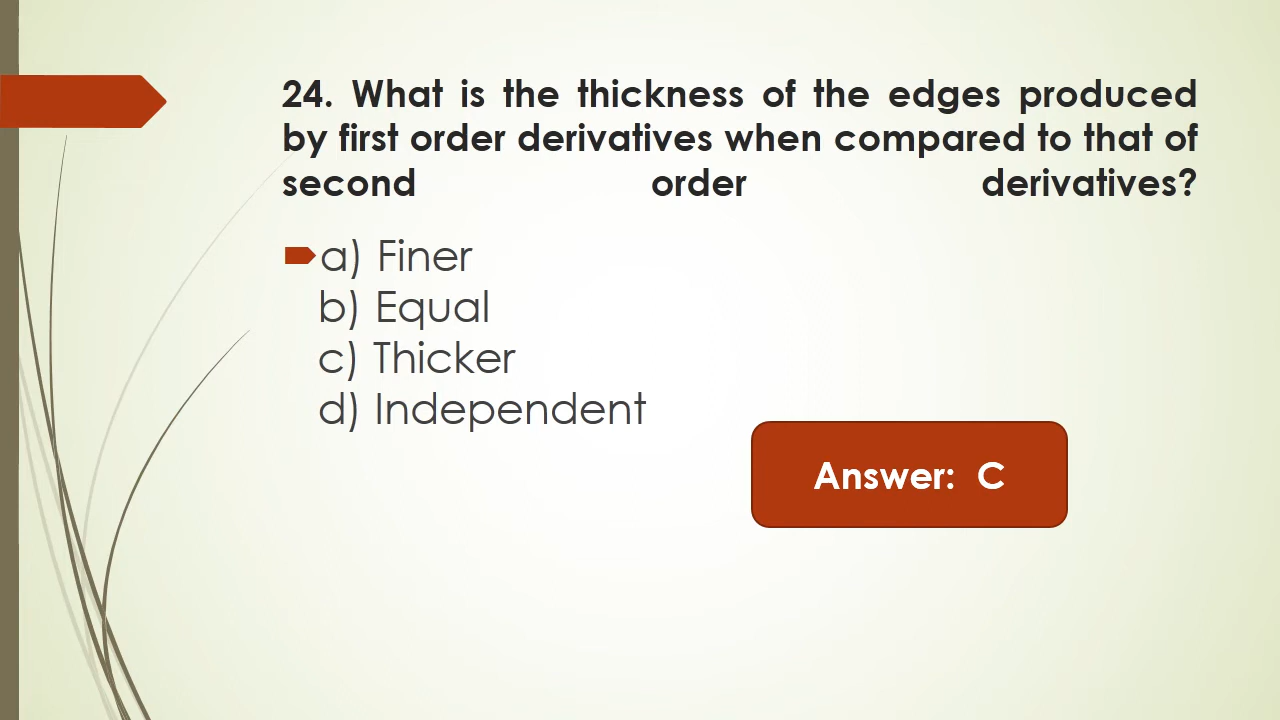 24. What is the thickness of the edges produced
by first order derivatives when compared to that of
second order derivatives?
a) Finer
b) Equal
c) Thicker
d) Independent
Answer: C